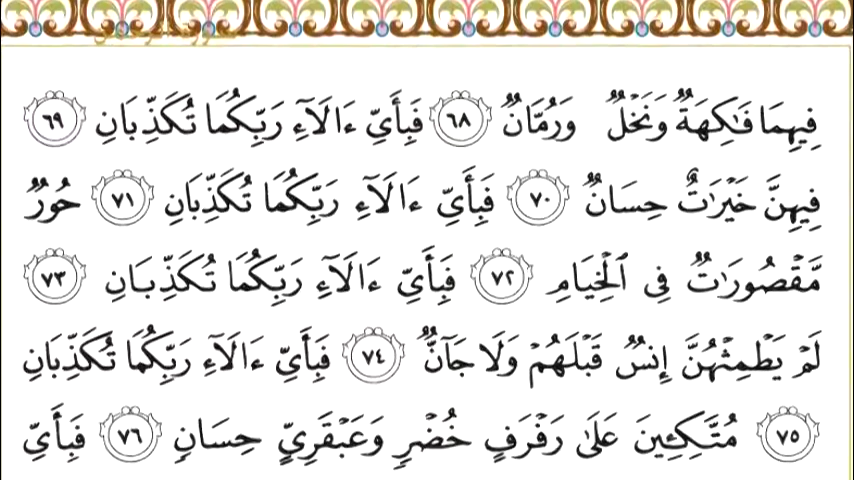 فِيهِمَا فَٰكِهَةٌ وَنَخْلٌ وَرُمَّانٌ ٦٨ فَبِأَيِّ ءَالَآءِ رَبِّكُمَا تُكَذِّبَانِ ٦٩
فِيهِنَّ خَيْرَٰتٌ حِسَانٌ ٧٠ فَبِأَيِّ ءَالَآءِ رَبِّكُمَا تُكَذِّبَانِ ٧١ حُورٌ
مَّقْصُورَٰتٌ فِي ٱلْخِيَامِ ٧٢ فَبِأَيِّ ءَالَآءِ رَبِّكُمَا تُكَذِّبَانِ ٧٣
لَمْ يَطْمِثْهُنَّ إِنسٌ قَبْلَهُمْ وَلَا جَآنٌّ ٧٤ فَبِأَيِّ ءَالَآءِ رَبِّكُمَا تُكَذِّبَانِ
٧٥ مُتَّكِـِٔينَ عَلَىٰ رَفْرَفٍ خُضْرٍ وَعَبْقَرِيٍّ حِسَانٍ ٧٦ فَبِأَيِّ